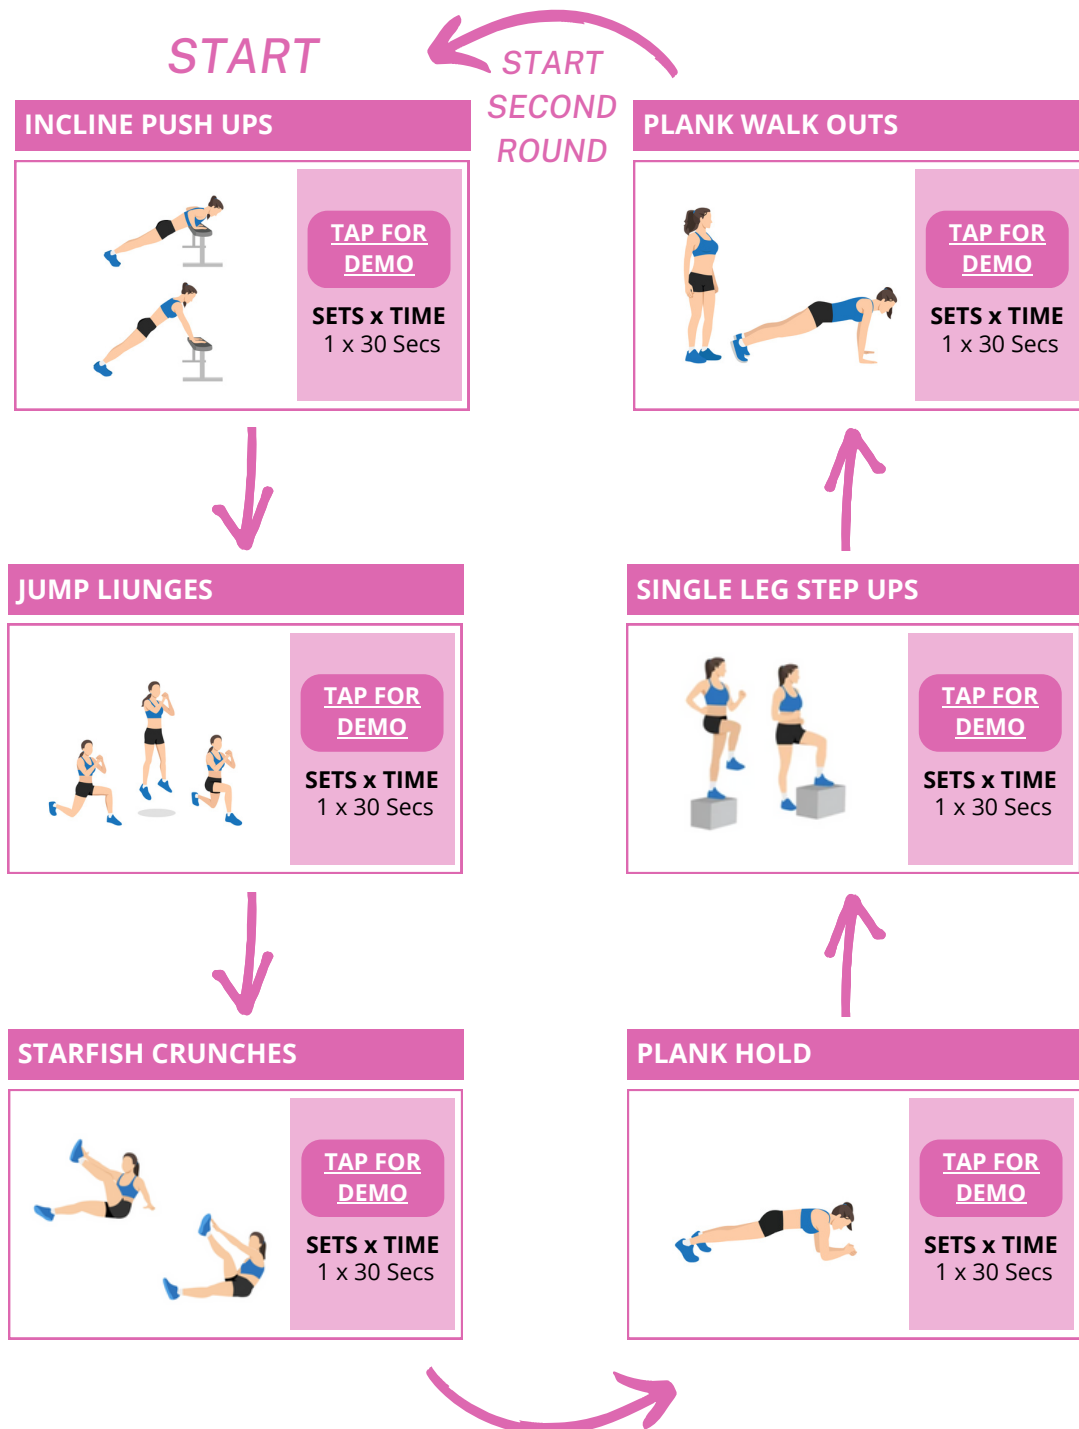 START
START
SECOND
ROUND
INCLINE PUSH UPS
TAP FOR
DEMO
SETS x TIME
1 x 30 Secs
JUMP LIUNGES
TAP FOR
DEMO
SETS x TIME
1 x 30 Secs
STARFISH CRUNCHES
TAP FOR
DEMO
SETS x TIME
1 x 30 Secs
PLANK HOLD
TAP FOR
DEMO
SETS x TIME
1 x 30 Secs
SINGLE LEG STEP UPS
TAP FOR
DEMO
SETS x TIME
1 x 30 Secs
PLANK WALK OUTS
TAP FOR
DEMO
SETS x TIME
1 x 30 Secs